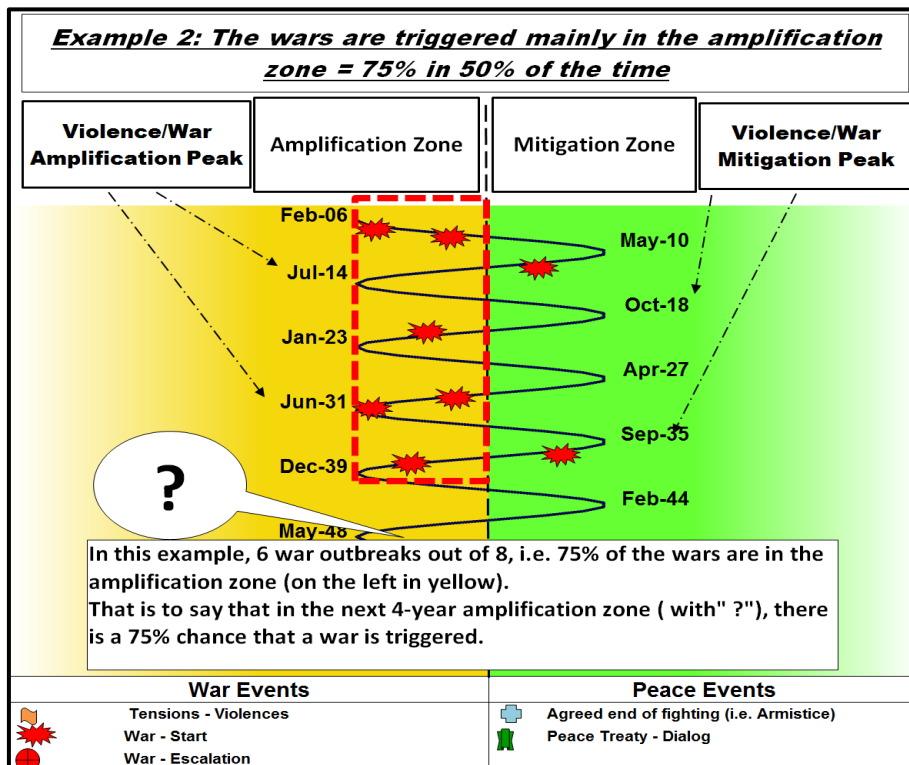 Example 2: The wars are triggered mainly in the amplification
zone = 75% in 50% of the time
Violence/War
Amplification Peak
Amplification Zone
Mitigation Zone
Violence/War
Mitigation Peak
Feb-06
May-10
Jul-14
Oct-18
Jan-23
Apr-27
Jun-31
Sep-35
Dec-39
Feb-44
?
May-48
In this example, 6 war outbreaks out of 8, i.e. 75% of the wars are in the
amplification zone (on the left in yellow).
That is to say that in the next 4-year amplification zone ( with" ?"), there
is a 75% chance that a war is triggered.
War Events
Peace Events
Tensions - Violences
Agreed end of fighting (i.e. Armistice)
War - Start
Peace Treaty - Dialog
War - Escalation